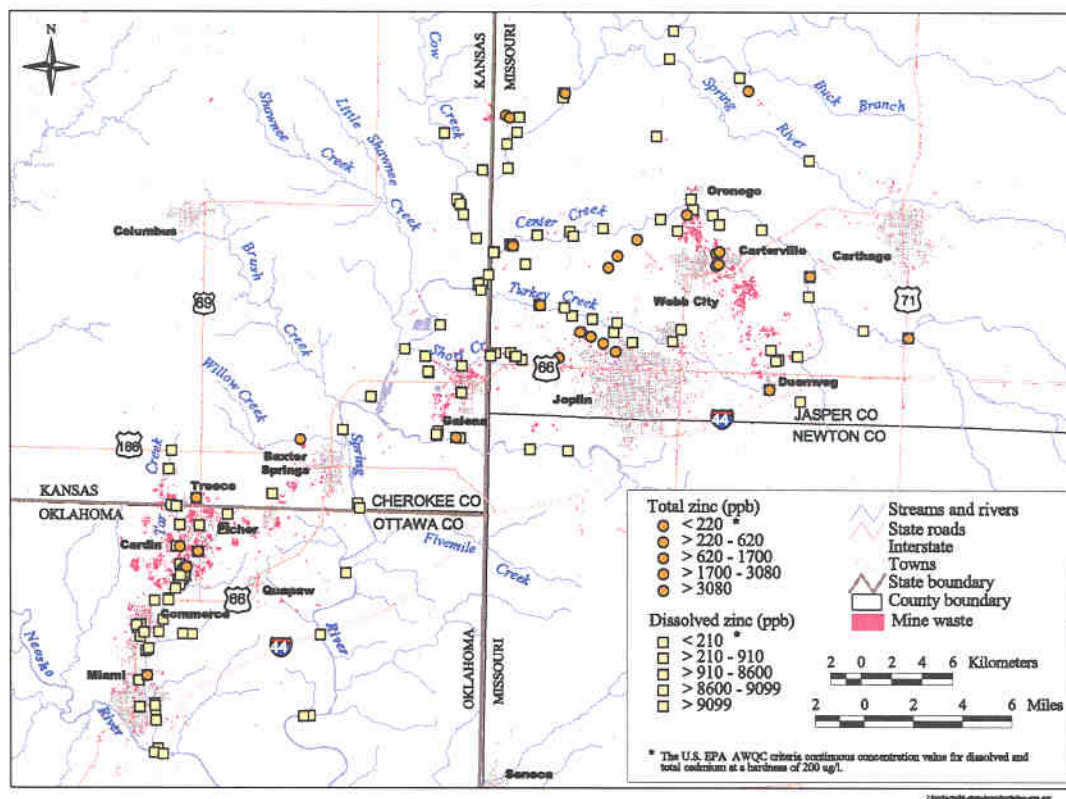 N
KANSAS
MISSOURI
Cow
Creek
Shawnee
Creek
Little
Shawnee
Creek
Spring
River
Buck
Branch
Columbus
Oronogo
Center
Creek
Carterville
Carthage
Brush
Creek
69
71
Webb City
Turkey
Creek
Short
Cr
66
Willow Creek
Joplin
Duenweg
Galena
44
JASPER CO
NEWTON CO
166
Creek
Baxter
Springs
Spring
Treece
KANSAS
OKLAHOMA
CHEROKEE CO
OTTAWA CO
Tar
Picher
Cardin
Fivemile
Creek
66
Quapaw
Commerce
Neosho
River
44
River
Miami
OKLAHOMA
MISSOURI
Seneca
Total zinc (ppb)
< 220 *
> 220 - 620
> 620 - 1700
> 1700 - 3080
> 3080
Dissolved zinc (ppb)
< 210 *
> 210 - 910
> 910 - 8600
> 8600 - 9099
> 9099
Streams and rivers
State roads
Interstate
Towns
State boundary
County boundary
Mine waste
2 0 2 4 6 Kilometers
2 0 2 4 6 Miles
* The U.S. EPA AWQC criteria continuous concentration value for dissolved and
total cadmium at a hardness of 200 ug/l.